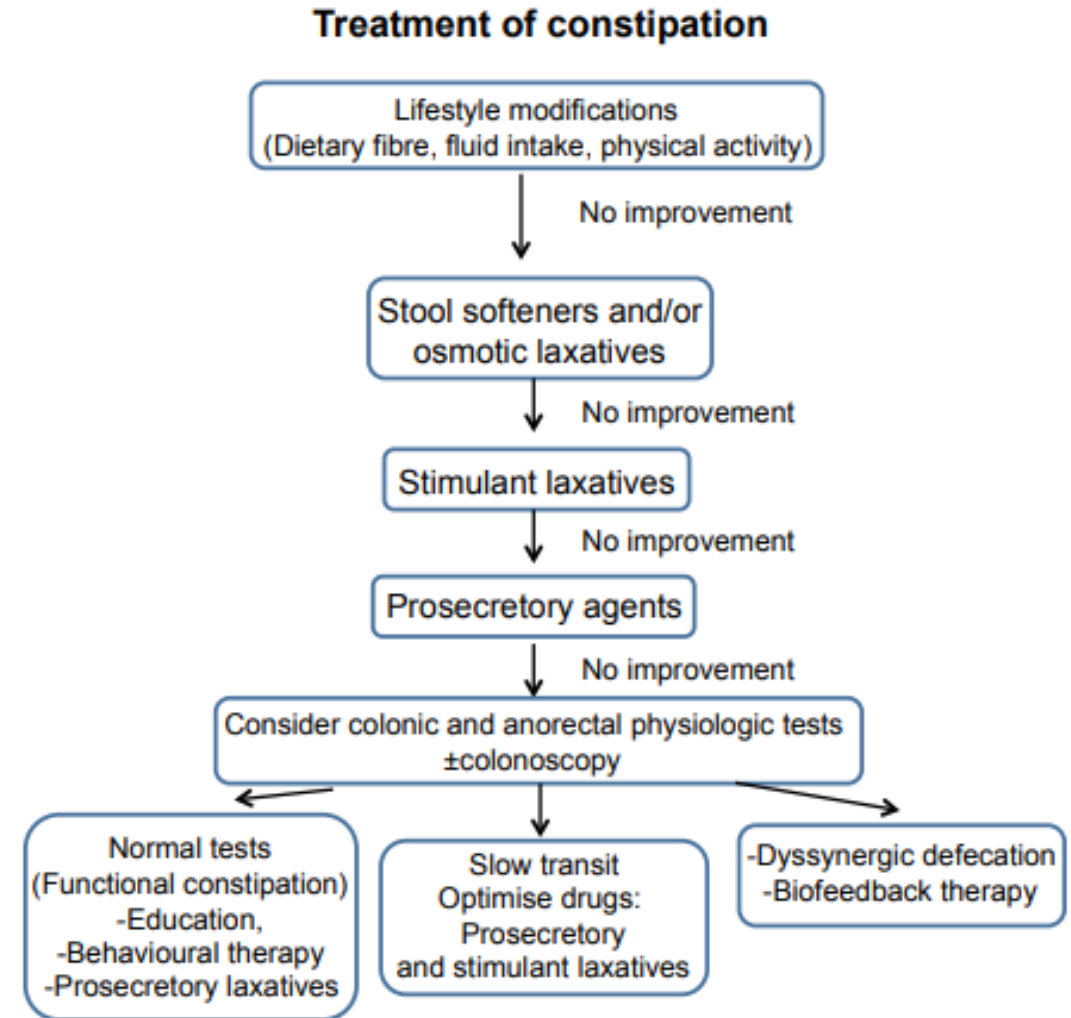 Treatment of constipation
Lifestyle modifications
(Dietary fibre, fluid intake, physical activity)
No improvement
Stool softeners and/or
osmotic laxatives
No improvement
Stimulant laxatives
No improvement
Prosecretory agents
No improvement
Consider colonic and anorectal physiologic tests
±colonoscopy
Normal tests
(Functional constipation)
-Education,
-Behavioural therapy
-Prosecretory laxatives
Slow transit
Optimise drugs:
Prosecretory
and stimulant laxatives
-Dyssynergic defecation
-Biofeedback therapy